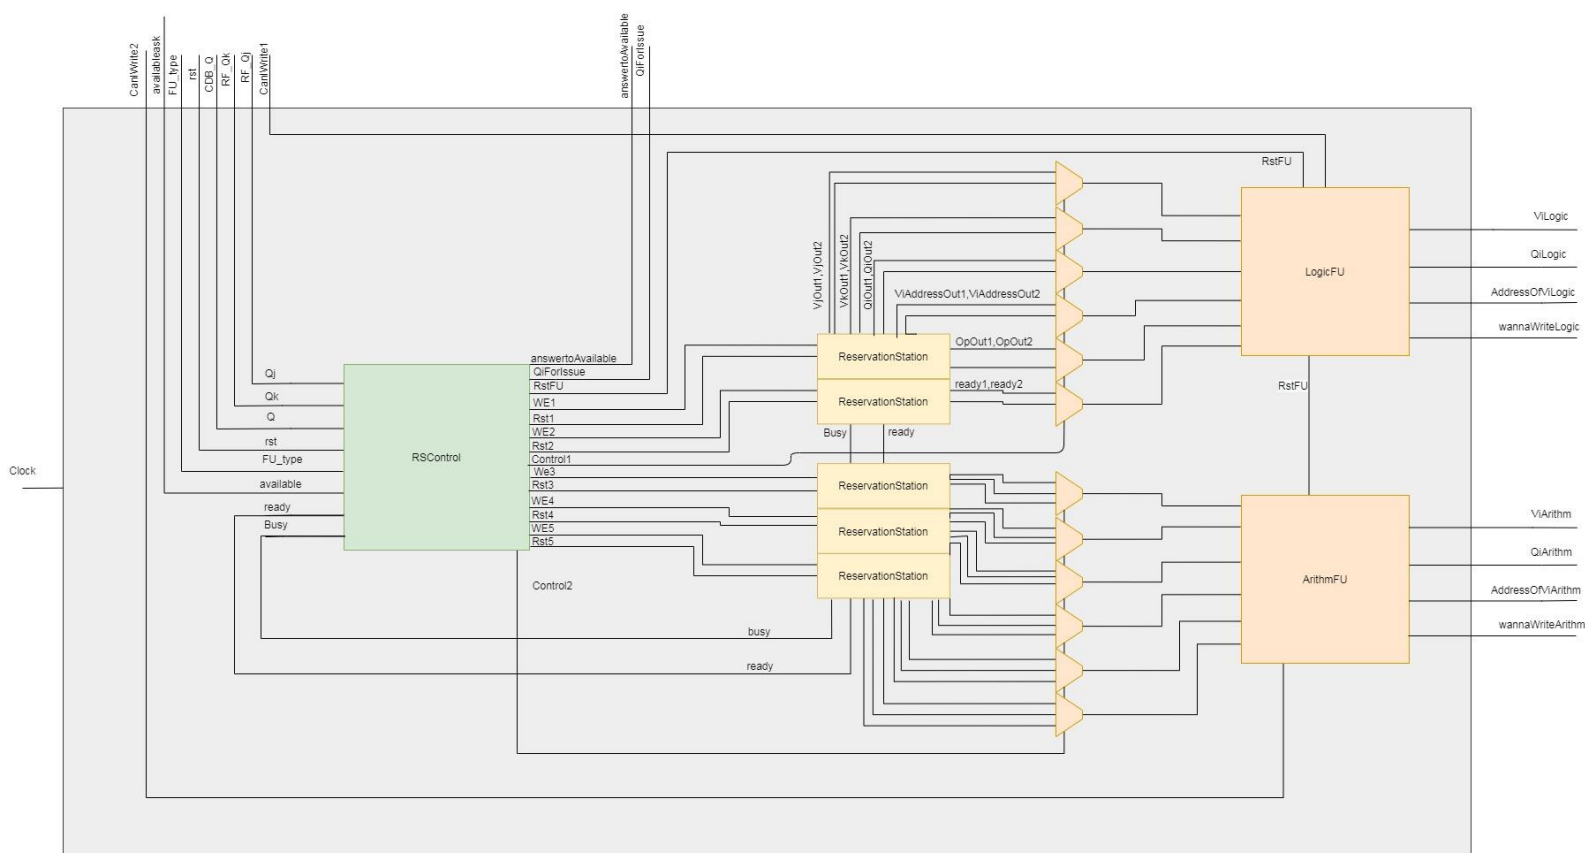 CanIWrite2
availableask
FU_type
rst
CDB_Q
RF_Qk
RF_Qj
CanIWrite1
answertoAvailable
QiForIssue
RstFU
VjOut1,VjOut2
VkOut1,VkOut2
QiOut1,QiOut2
ViAddressOut1,ViAddressOut2
LogicFU
ViLogic
QiLogic
AddressOfViLogic
wannaWriteLogic
OpOut1,OpOut2
ReservationStation
ready1,ready2
ReservationStation
Busy
ready
RstFU
answertoAvailable
QiForIssue
RstFU
WE1
Rst1
WE2
Rst2
Control1
We3
Rst3
WE4
Rst4
WE5
Rst5
Qj
Qk
Q
rst
FU_type
available
ready
Busy
RSControl
Clock
ReservationStation
ReservationStation
ReservationStation
Control2
busy
ready
ArithmFU
ViArithm
QiArithm
AddressOfViArithm
wannaWriteArithm